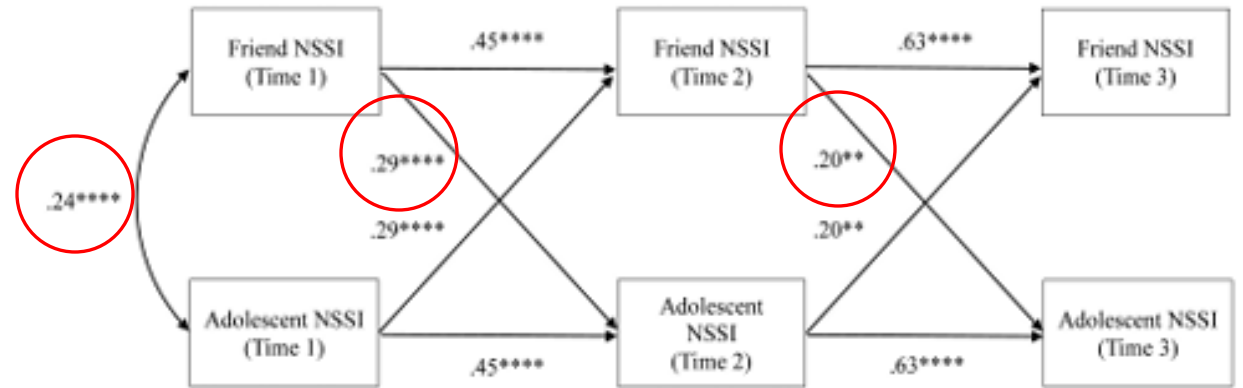 Friend NSSI
(Time 1)
.45****
Friend NSSI
(Time 2)
.63****
Friend NSSI
(Time 3)
.24****
.29****
.29****
.20**
.20**
Adolescent NSSI
(Time 1)
.45****
Adolescent
NSSI
(Time 2)
.63****
Adolescent NSSI
(Time 3)